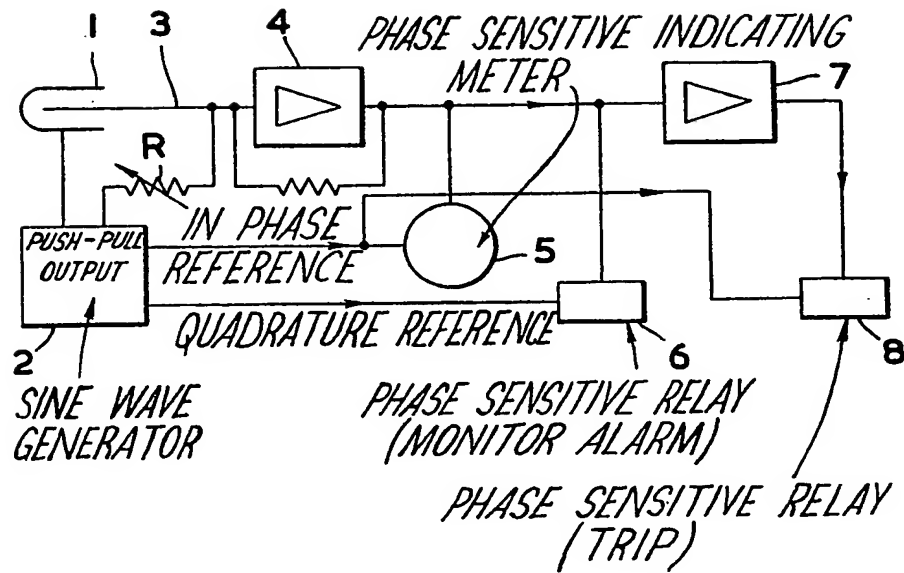 1
3
4
PHASE SENSITIVE INDICATING
METER
7
R
IN PHASE
REFERENCE
PUSH-PULL
OUTPUT
5
QUADRATURE REFERENCE
2
6
8
SINE WAVE
GENERATOR
PHASE SENSITIVE RELAY
(MONITOR ALARM)
PHASE SENSITIVE RELAY
(TRIP)